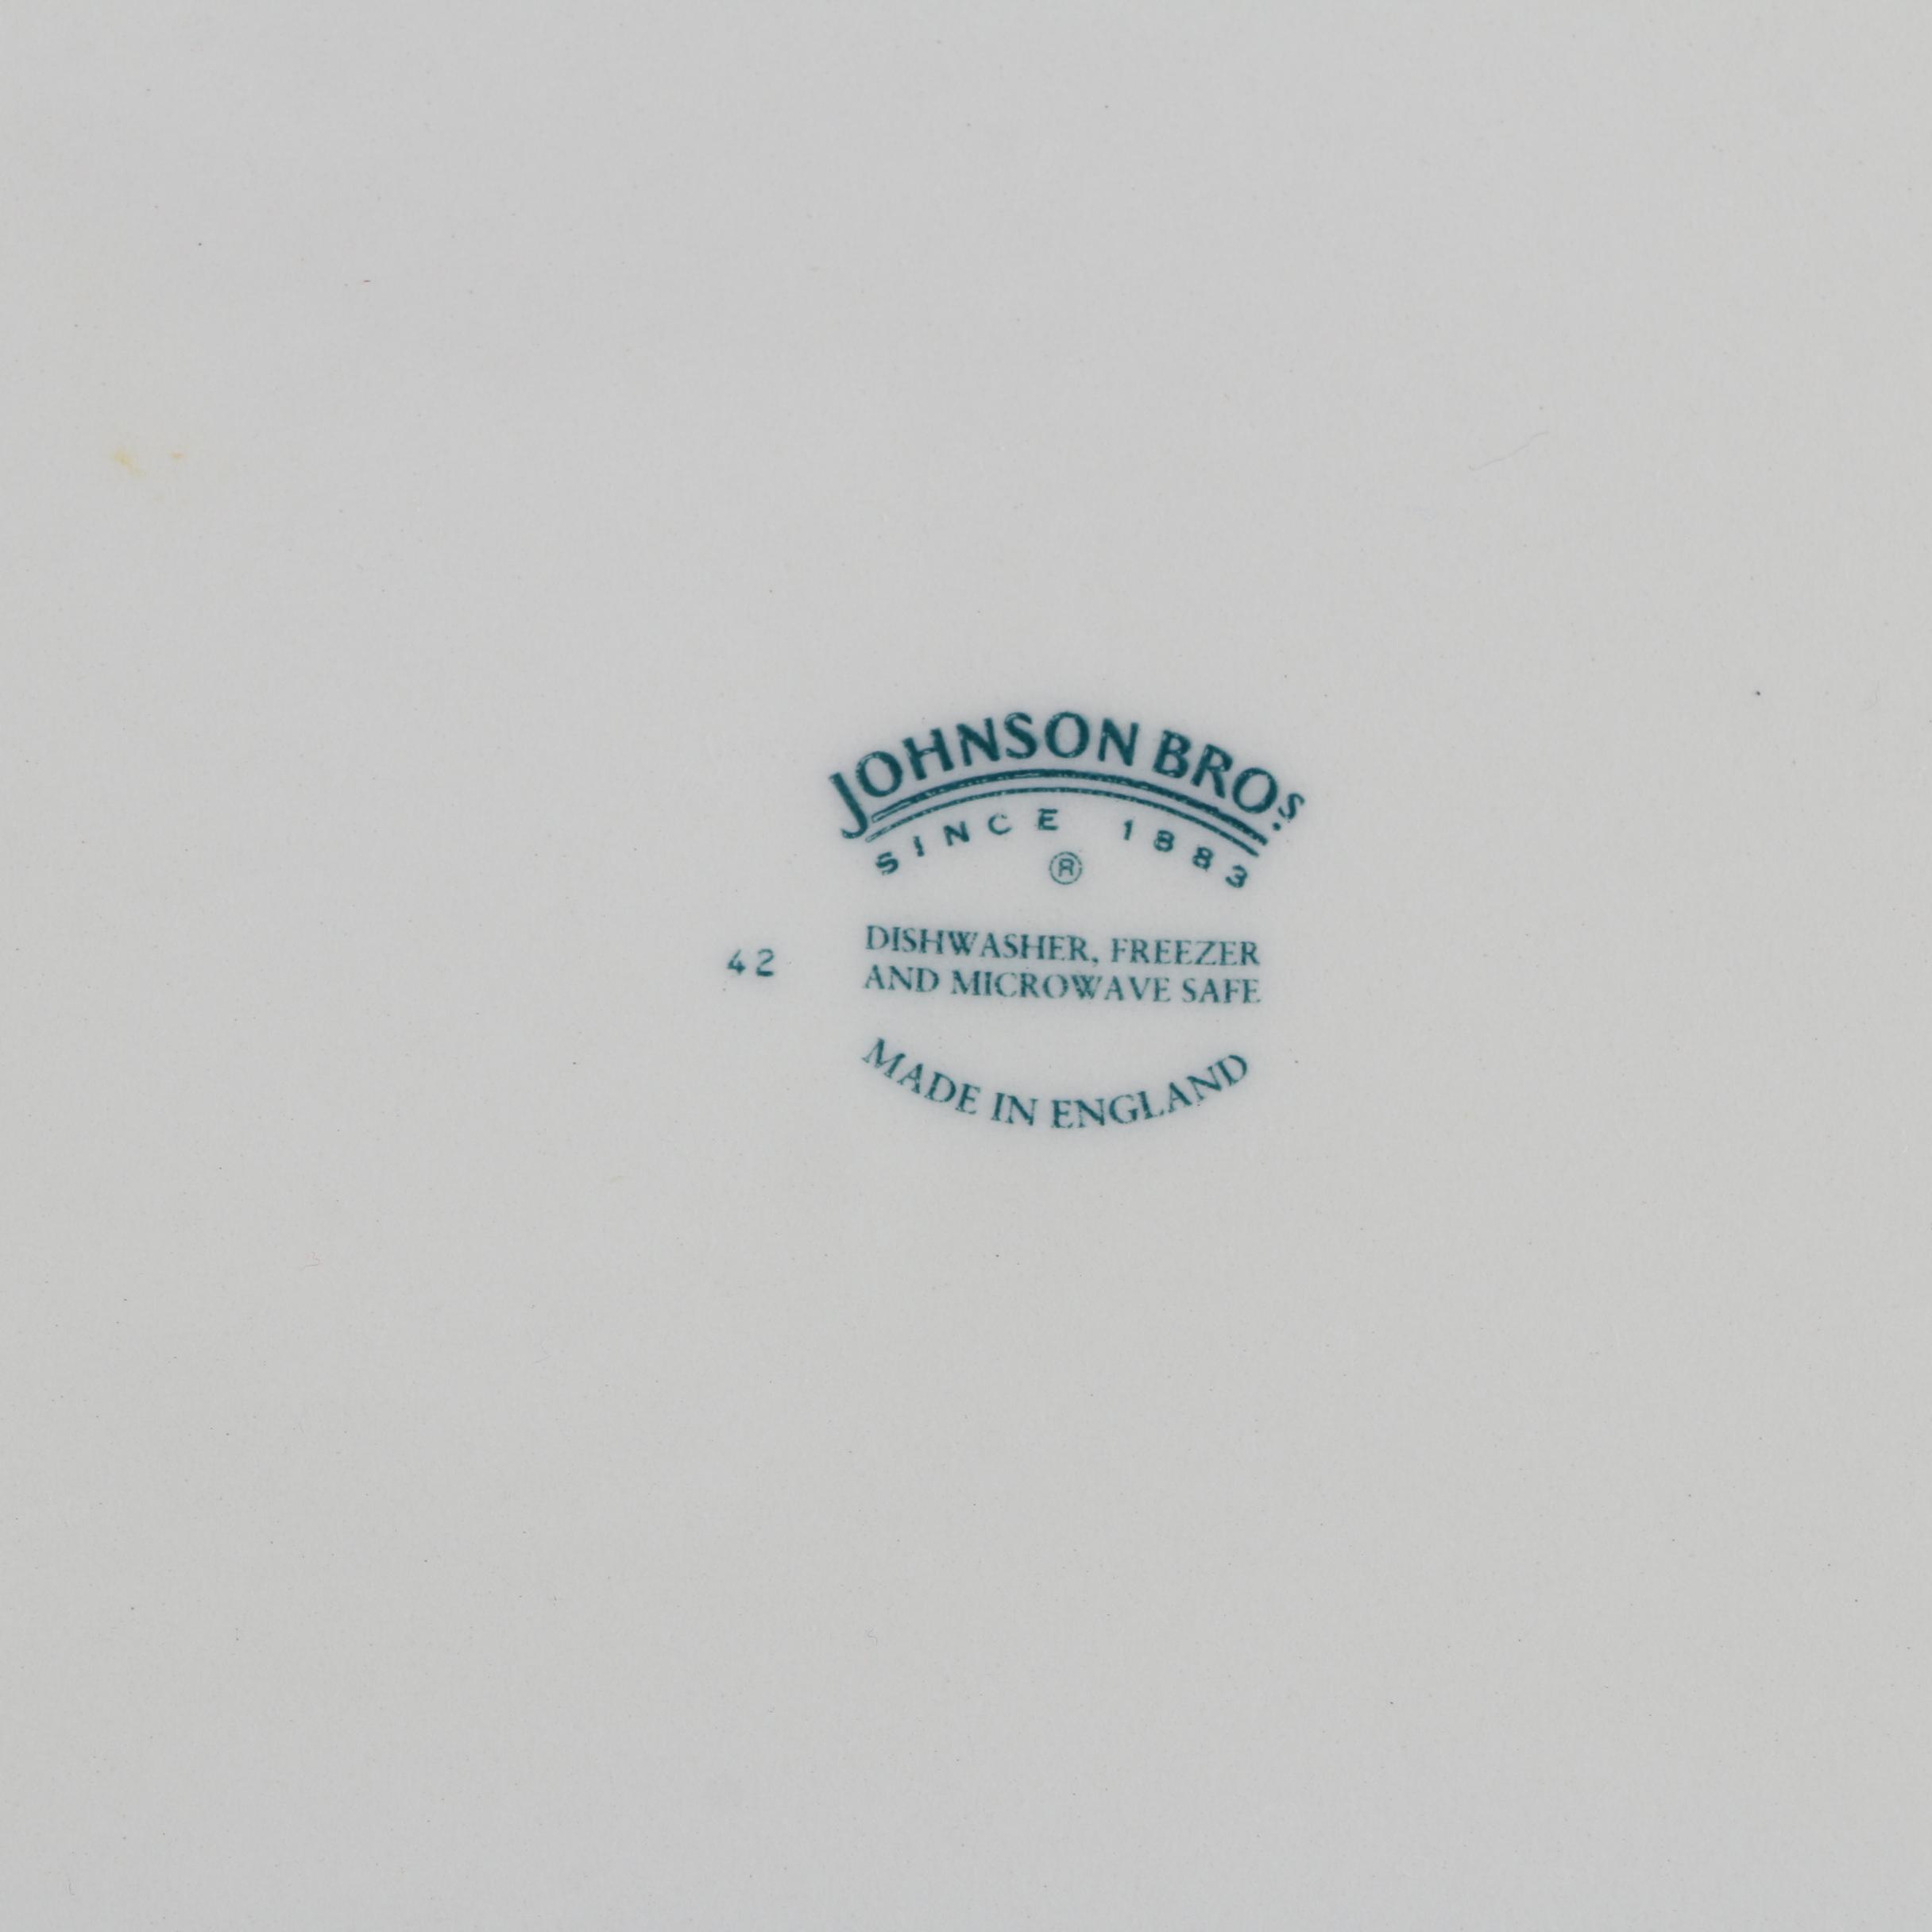 JOHNSON BROS.
SINCE 1883
®
42
DISHWASHER, FREEZER
AND MICROWAVE SAFE
MADE IN ENGLAND